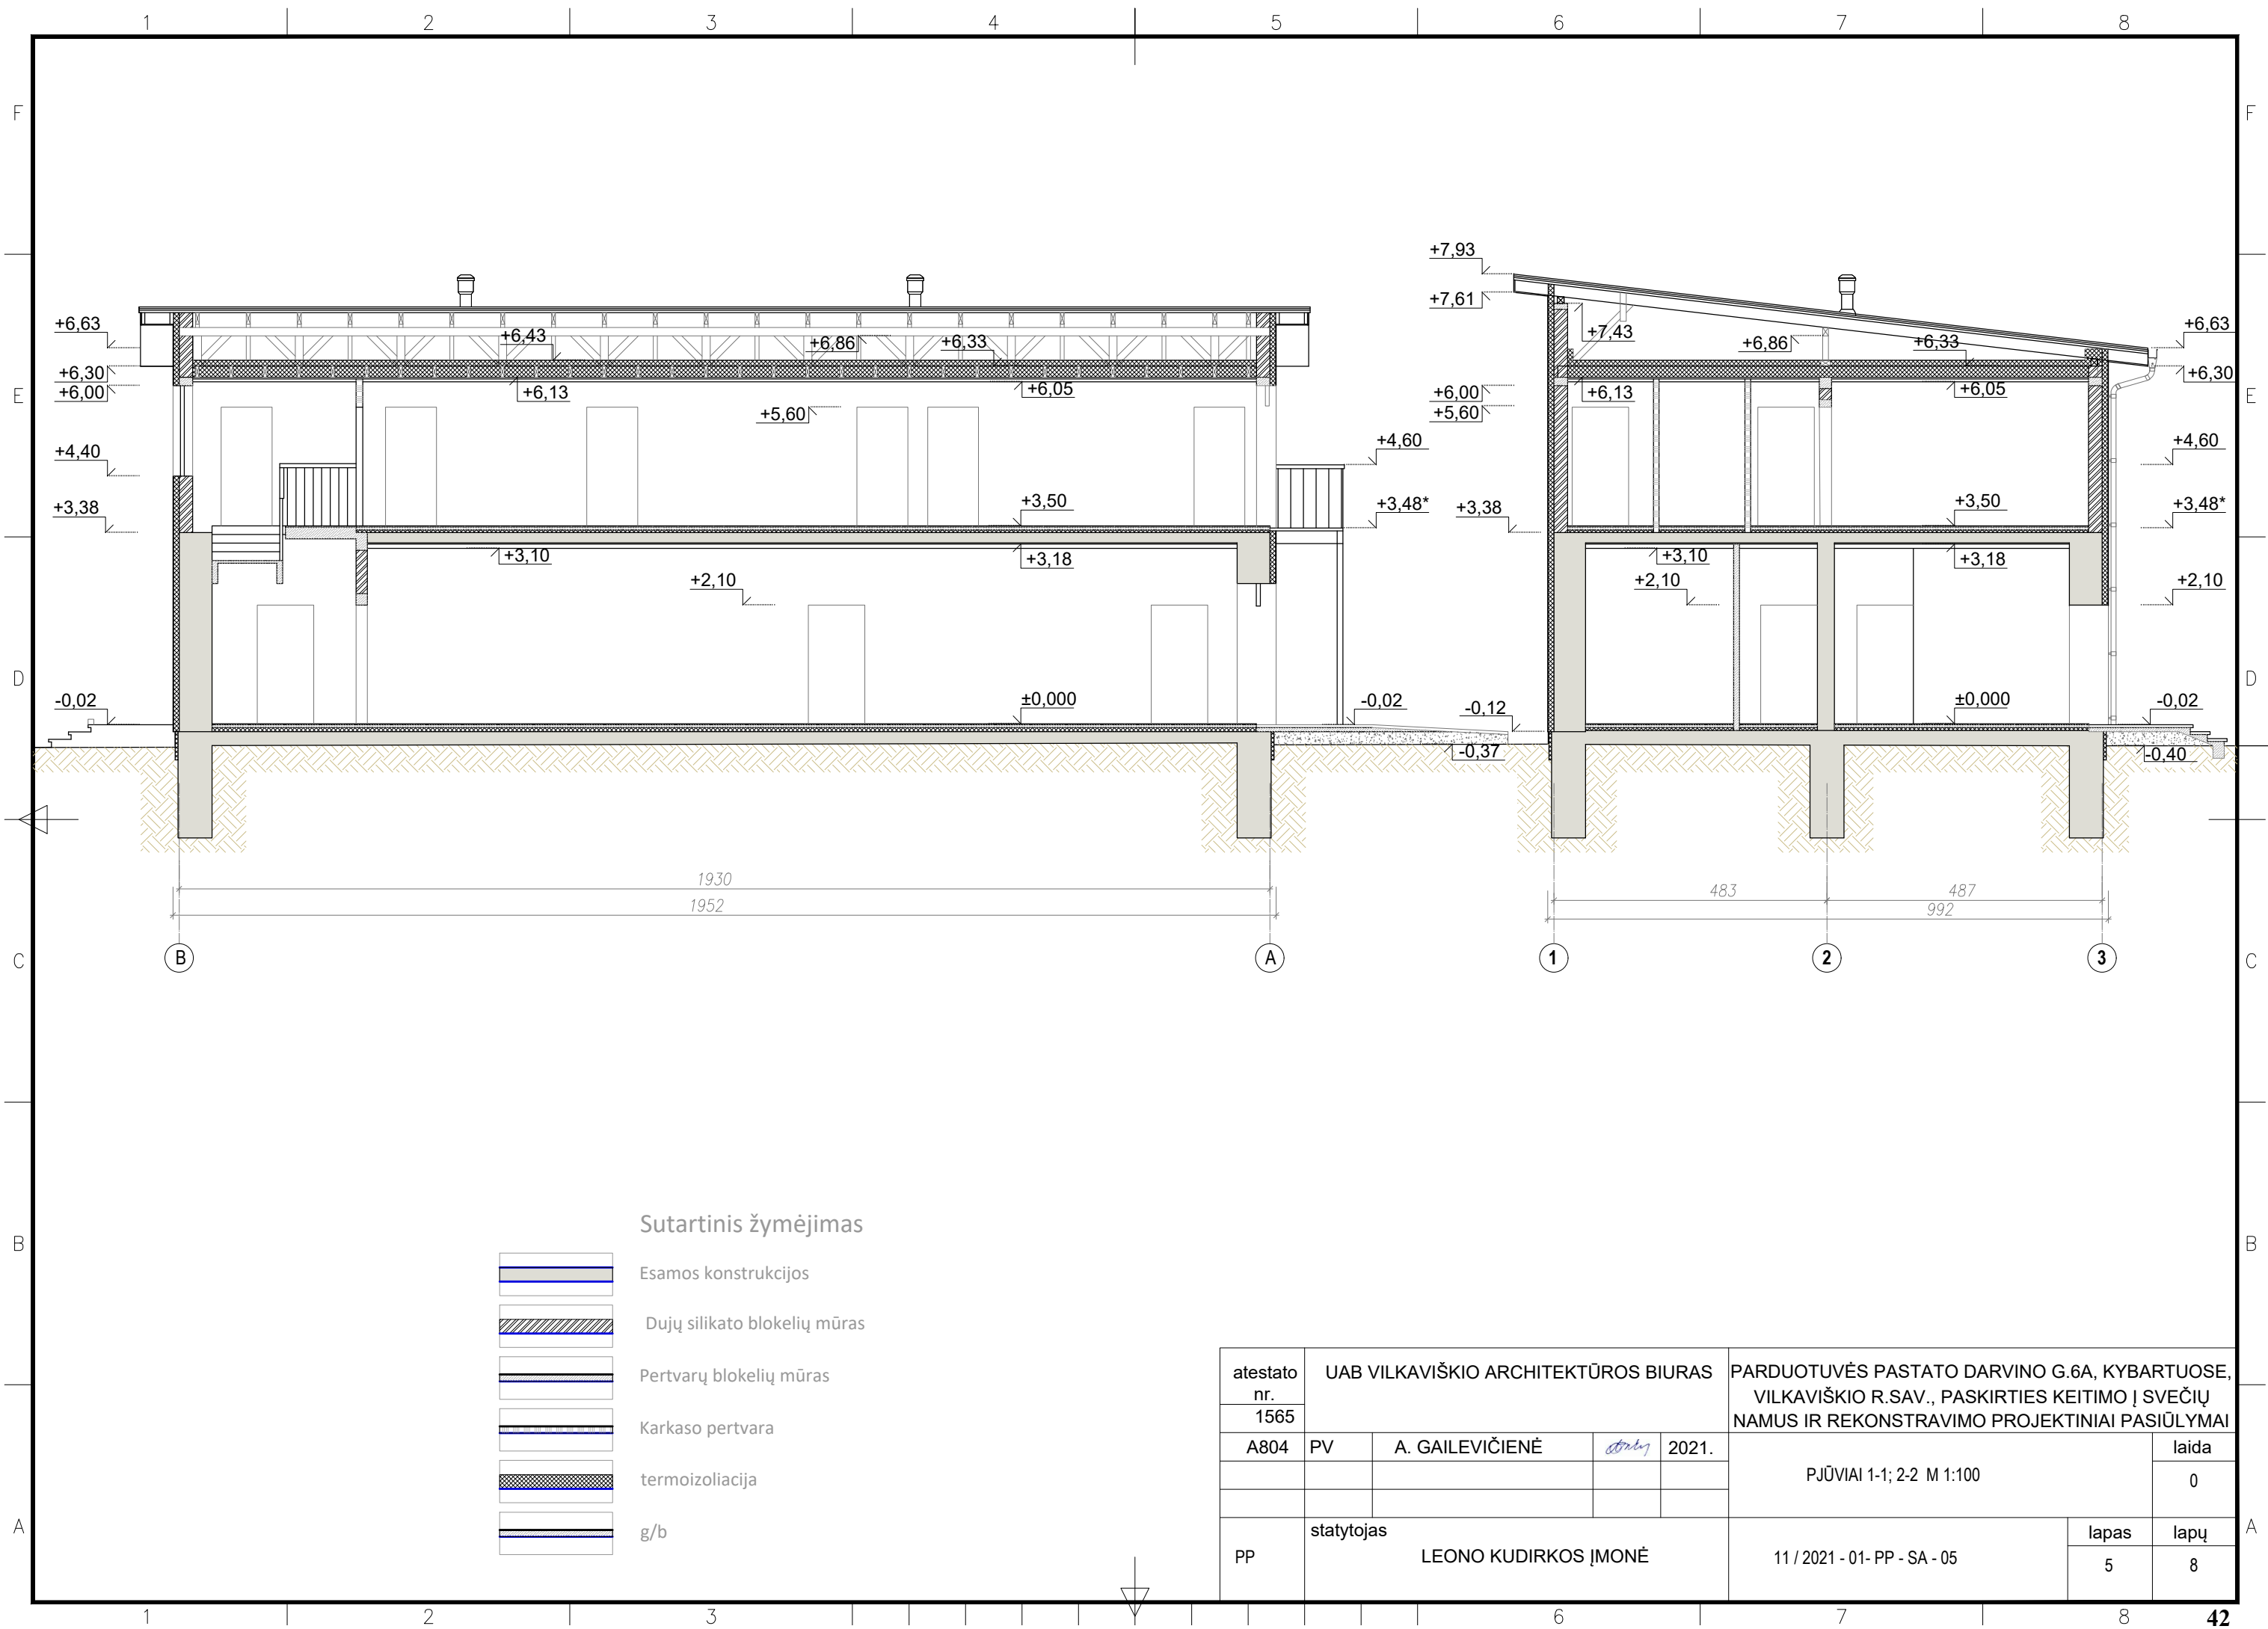 1 2 3 4 5 6 7 8
F F
E E
D D
C C
B B
A A
+6,63
+6,30
+6,00
+4,40
+3,38
-0,02
+6,43
+6,86
+6,33
+6,13
+6,05
+5,60
+4,60
+3,50
+3,48*
+3,10
+3,18
+2,10
±0,000
-0,02
-0,37
1930
1952
B A
+7,93
+7,61
+7,43
+6,63
+6,86
+6,33
+6,30
+6,00
+6,13
+6,05
+5,60
+4,60
+3,38
+3,50
+3,48*
+3,10
+3,18
+2,10
+2,10
-0,12
±0,000
-0,02
-0,40
483 487
992
1 2 3
Sutartinis žymėjimas
Esamos konstrukcijos
Dujų silikato blokelių mūras
Pertvarų blokelių mūras
Karkaso pertvara
termoizoliacija
g/b
atestato
nr.
1565
UAB VILKAVIŠKIO ARCHITEKTŪROS BIURAS
PARDUOTUVĖS PASTATO DARVINO G.6A, KYBARTUOSE,
VILKAVIŠKIO R.SAV., PASKIRTIES KEITIMO Į SVEČIŲ
NAMUS IR REKONSTRAVIMO PROJEKTINIAI PASIŪLYMAI
A804 PV A. GAILEVIČIENĖ 2021.
PJŪVIAI 1-1; 2-2 M 1:100
laida
0
PP
statytojas
LEONO KUDIRKOS ĮMONĖ
11 / 2021 - 01- PP - SA - 05
lapas lapų
5 8
1 2 3 6 7 8
42